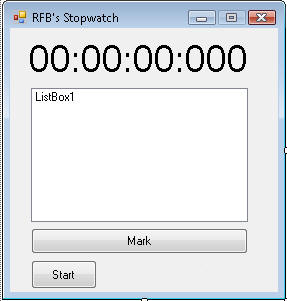 RFB's Stopwatch
00:00:00:000
ListBox1
Mark
Start